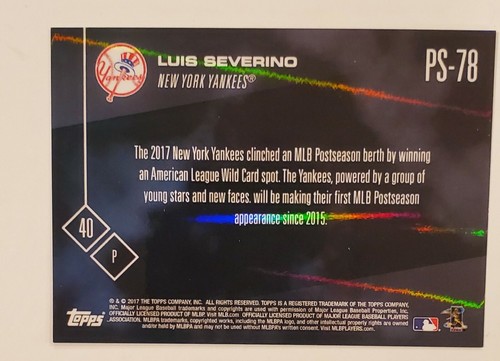 LUIS SEVERINO
NEW YORK YANKEES®
PS-78
Yankees
The 2017 New York Yankees clinched an MLB Postseason berth by winning
an American League Wild Card spot. The Yankees, powered by a group of
young stars and new faces. will be making their first MLB Postseason
appearance since 2015.
40
P
® & © 2017 THE TOPPS COMPANY, INC. ALL RIGHTS RESERVED. TOPPS IS A REGISTERED TRADEMARK OF THE TOPPS COMPANY,
INC. Major League Baseball trademarks and copyrights are used with permission of Major League Baseball Properties, Inc.
OFFICIALLY LICENSED PRODUCT OF MLB. Visit MLB.com OFFICIALLY LICENSED PRODUCT OF MAJOR LEAGUE BASEBALL PLAYERS
ASSOCIATION. MLBPA trademarks, copyrighted works, including the MLBPA logo, and other intellectual property rights are owned
and/or held by MLBPA and may not be used without MLBPA's written consent. Visit MLBPLAYERS.COM
Topps